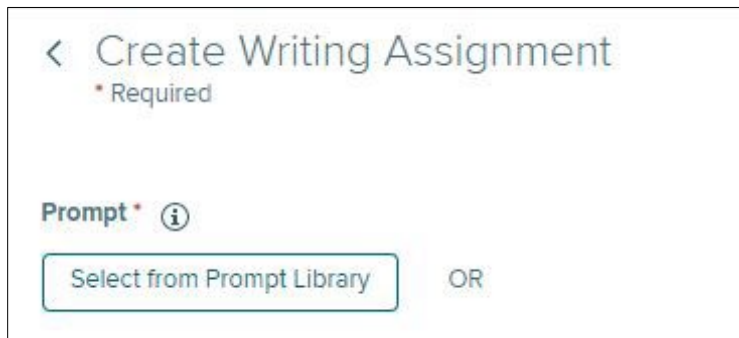 Create Writing Assignment
* Required
Prompt *
Select from Prompt Library OR